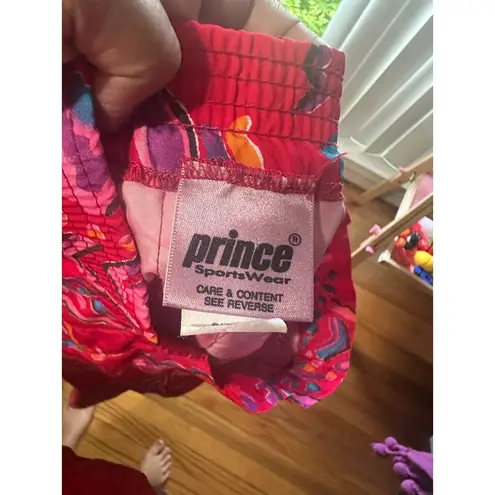 prince®
SportsWear
CARE & CONTENT
SEE REVERSE